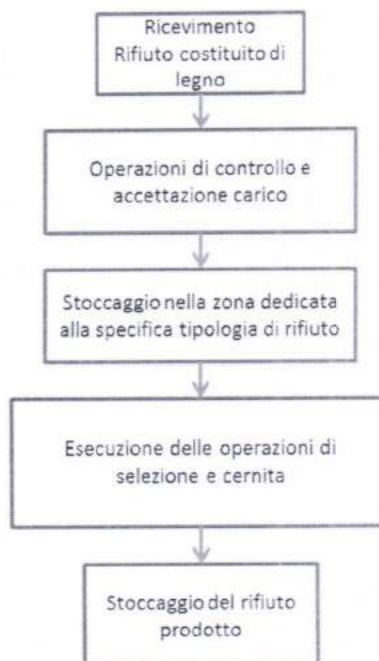 Ricevimento
Rifiuto costituito di
legno
Operazioni di controllo e
accettazione carico
Stoccaggio nella zona dedicata
alla specifica tipologia di rifiuto
Esecuzione delle operazioni di
selezione e cernita
Stoccaggio del rifiuto
prodotto